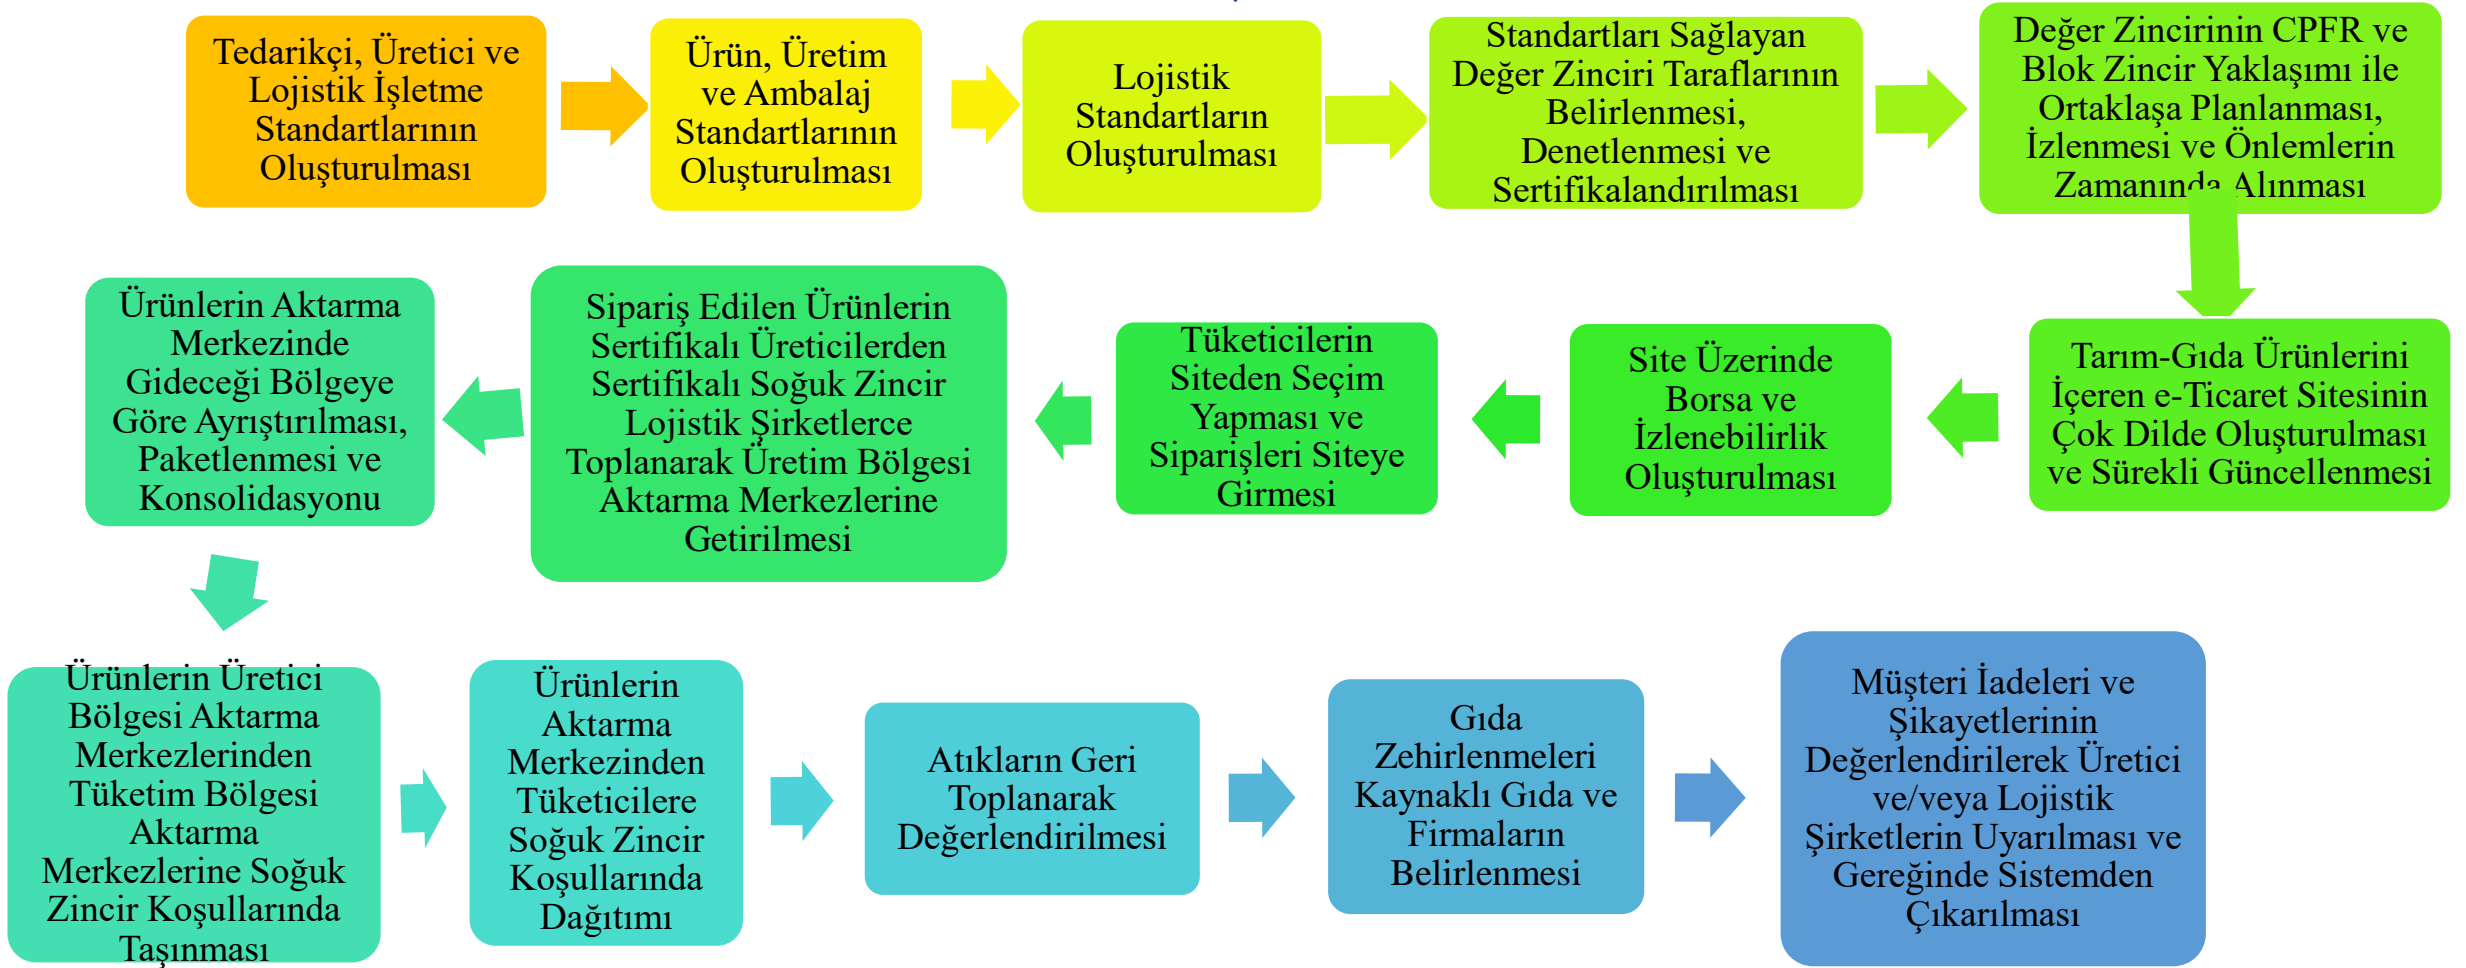 Tedarikçi, Üretici ve
Lojistik İşletme
Standartlarının
Oluşturulması
Ürün, Üretim
ve Ambalaj
Standartlarının
Oluşturulması
Lojistik
Standartların
Oluşturulması
Standartları Sağlayan
Değer Zinciri Taraflarının
Belirlenmesi,
Denetlenmesi ve
Sertifikalandırılması
Değer Zincirinin CPFR ve
Blok Zincir Yaklaşımı ile
Ortaklaşa Planlanması,
İzlenmesi ve Önlemlerin
Zamanında Alınması
Tarım-Gıda Ürünlerini
İçeren e-Ticaret Sitesinin
Çok Dilde Oluşturulması
ve Sürekli Güncellenmesi
Site Üzerinde
Borsa ve
İzlenebilirlik
Oluşturulması
Tüketicilerin
Siteden Seçim
Yapması ve
Siparişleri Siteye
Girmesi
Sipariş Edilen Ürünlerin
Sertifikalı Üreticilerden
Sertifikalı Soğuk Zincir
Lojistik Şirketlerce
Toplanarak Üretim Bölgesi
Aktarma Merkezlerine
Getirilmesi
Ürünlerin Aktarma
Merkezinde
Gideceği Bölgeye
Göre Ayrıştırılması,
Paketlenmesi ve
Konsolidasyonu
Ürünlerin Üretici
Bölgesi Aktarma
Merkezlerinden
Tüketim Bölgesi
Aktarma
Merkezlerine Soğuk
Zincir Koşullarında
Taşınması
Ürünlerin
Aktarma
Merkezinden
Tüketicilere
Soğuk Zincir
Koşullarında
Dağıtımı
Atıkların Geri
Toplanarak
Değerlendirilmesi
Gıda
Zehirlenmeleri
Kaynaklı Gıda ve
Firmaların
Belirlenmesi
Müşteri İadeleri ve
Şikayetlerinin
Değerlendirilerek Üretici
ve/veya Lojistik
Şirketlerin Uyarılması ve
Gereğinde Sistemden
Çıkarılması